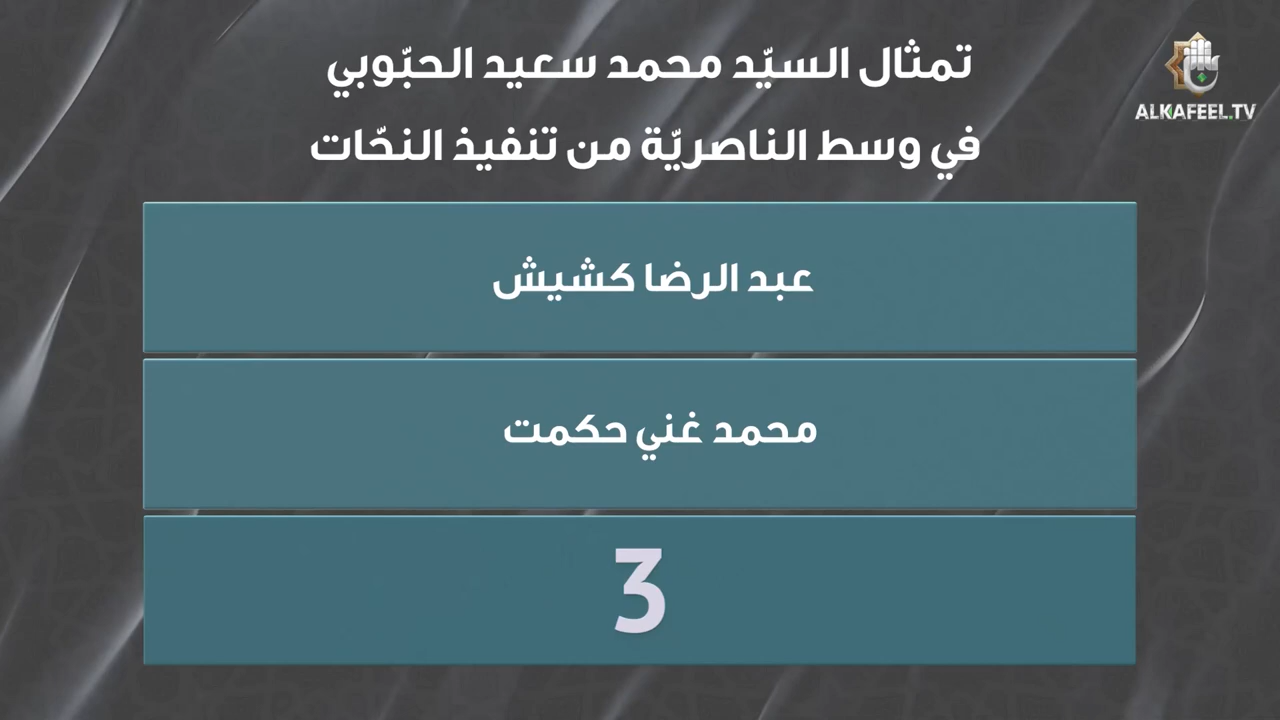 تمثال السيّد محمد سعيد الحبّوبي
ALKAFEEL.TV
في وسط الناصريّة من تنفيذ النحّات
عبد الرضا كشيش
محمد غني حكمت
3